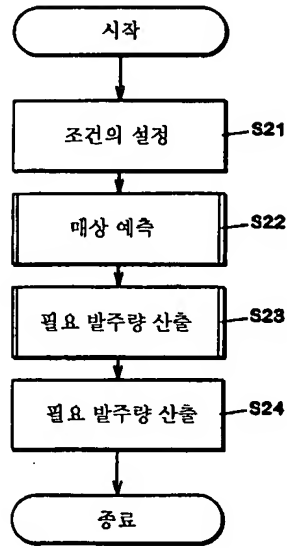 시작
조건의 설정
S21
매상 예측
S22
필요 발주량 산출
S23
필요 발주량 산출
S24
종료